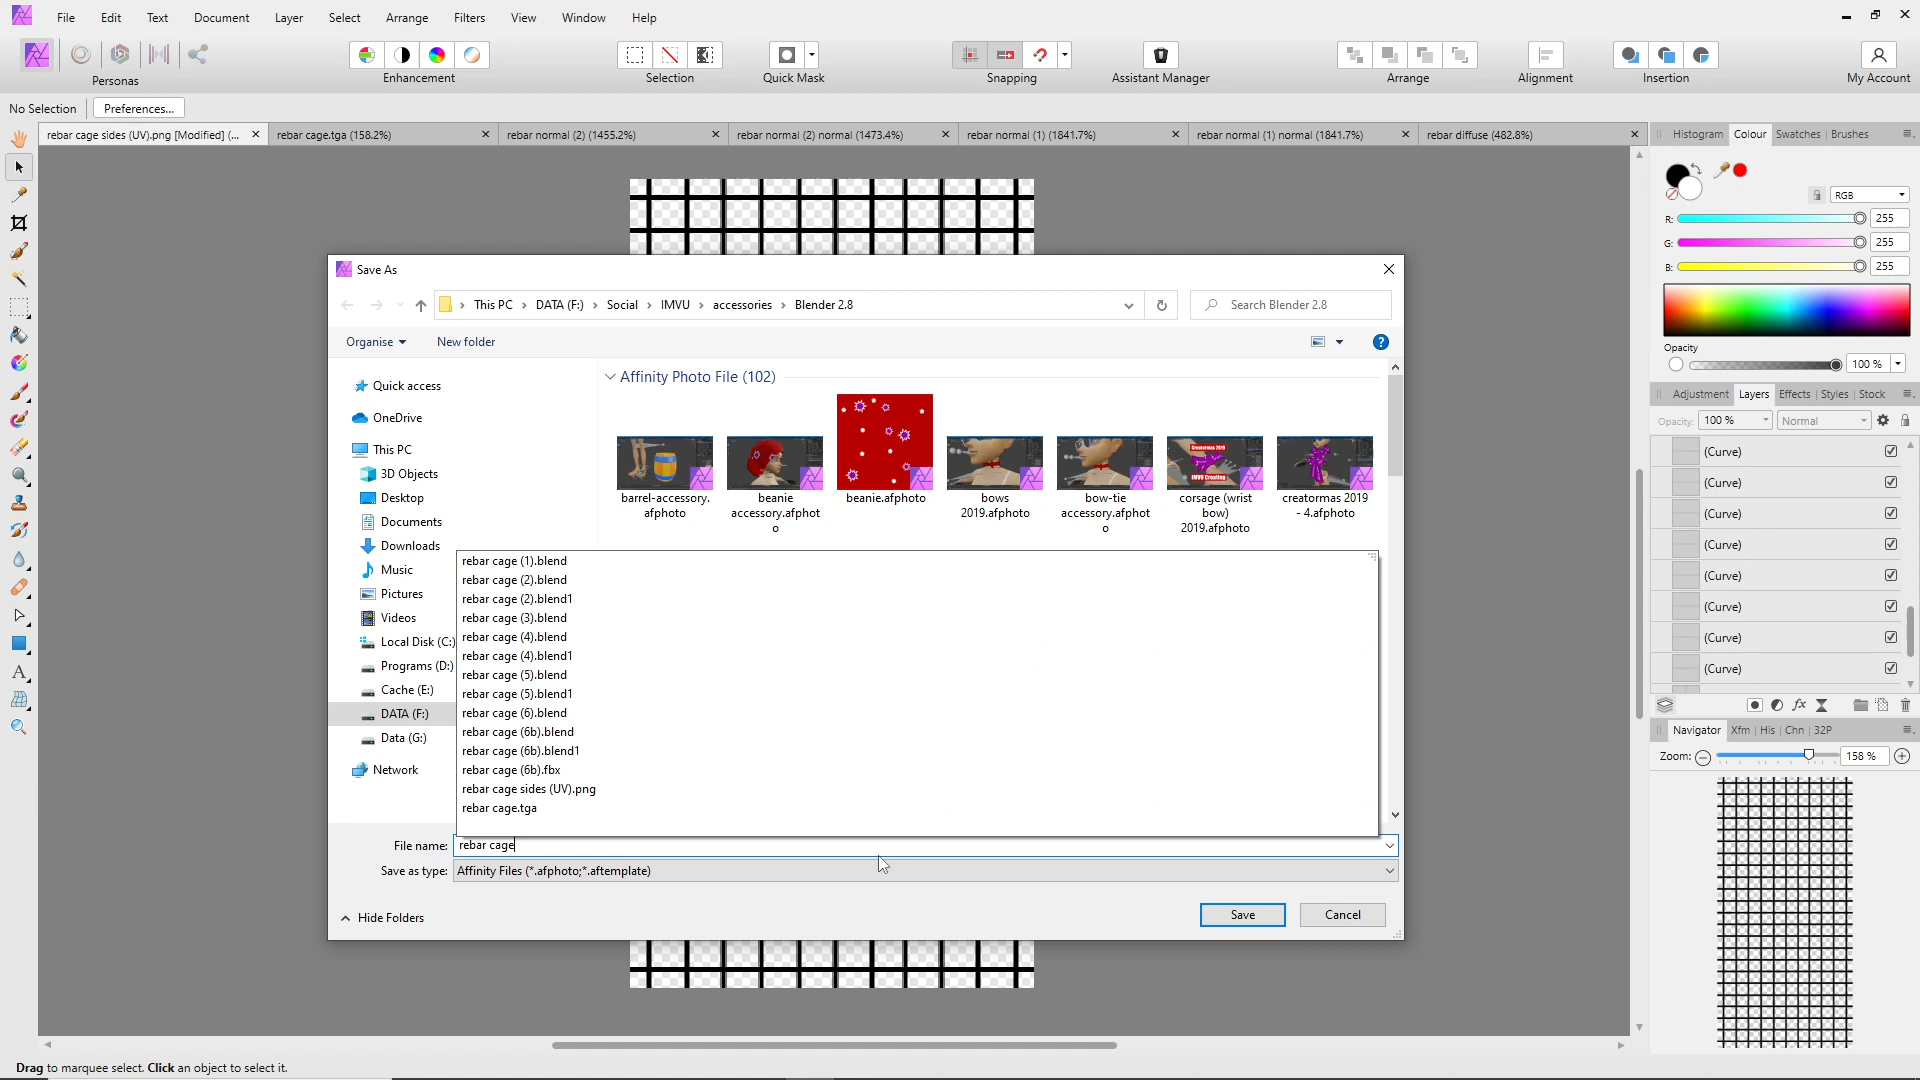 File Edit Text Document Layer Select Arrange Filters View Window Help
Personas Enhancement Selection Quick Mask Snapping Assistant Manager Arrange Alignment Insertion My Account
No Selection Preferences...
rebar cage sides (UV).png [Modified] (... rebar cage.tga (158.2%) rebar normal (2) (1455.2%) rebar normal (2) normal (1473.4%) rebar normal (1) (1841.7%) rebar normal (1) normal (1841.7%) rebar diffuse (482.8%)
Histogram Colour Swatches Brushes
RGB
R: 255
G: 255
B: 255
Opacity
100 %
Adjustment Layers Effects Styles Stock
Opacity: 100 % Normal
(Curve)
(Curve)
(Curve)
(Curve)
(Curve)
(Curve)
(Curve)
(Curve)
Navigator Xfm His Chn 32P
Zoom: 158 %
Save As
This PC DATA (F:) Social IMVU accessories Blender 2.8
Search Blender 2.8
Organise New folder
Quick access
OneDrive
This PC
3D Objects
Desktop
Documents
Downloads
Music
Pictures
Videos
Local Disk (C:)
Programs (D:)
Cache (E:)
DATA (F:)
Data (G:)
Network
Affinity Photo File (102)
Creatormas 2019
IMVU Creating
barrel-accessory.
afphoto
beanie
accessory.afphot
o
beanie.afphoto
bows
2019.afphoto
bow-tie
accessory.afphot
o
corsage (wrist
bow)
2019.afphoto
creatormas 2019
- 4.afphoto
rebar cage (1).blend
rebar cage (2).blend
rebar cage (2).blend1
rebar cage (3).blend
rebar cage (4).blend
rebar cage (4).blend1
rebar cage (5).blend
rebar cage (5).blend1
rebar cage (6).blend
rebar cage (6b).blend
rebar cage (6b).blend1
rebar cage (6b).fbx
rebar cage sides (UV).png
rebar cage.tga
File name: rebar cage
Save as type: Affinity Files (*.afphoto;*.aftemplate)
Hide Folders Save Cancel
Drag to marquee select. Click an object to select it.